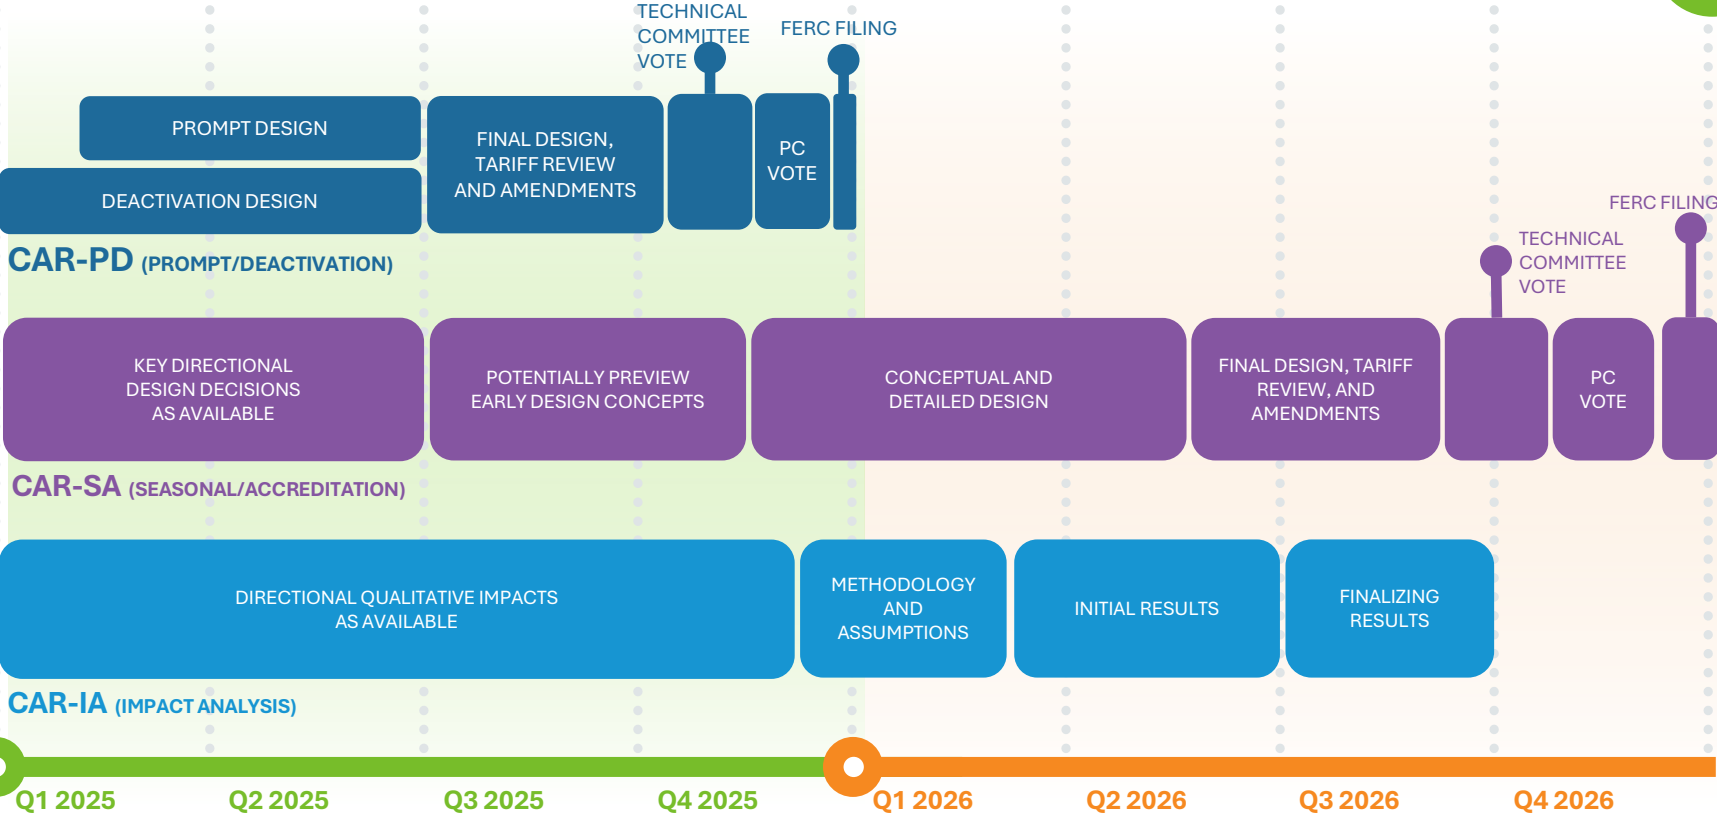 TECHNICAL
COMMITTEE
VOTE
FERC FILING
PROMPT DESIGN
DEACTIVATION DESIGN
FINAL DESIGN,
TARIFF REVIEW
AND AMENDMENTS
PC
VOTE
CAR-PD (PROMPT/DEACTIVATION)
FERC FILING
TECHNICAL
COMMITTEE
VOTE
KEY DIRECTIONAL
DESIGN DECISIONS
AS AVAILABLE
POTENTIALLY PREVIEW
EARLY DESIGN CONCEPTS
CONCEPTUAL AND
DETAILED DESIGN
FINAL DESIGN, TARIFF
REVIEW, AND
AMENDMENTS
PC
VOTE
CAR-SA (SEASONAL/ACCREDITATION)
DIRECTIONAL QUALITATIVE IMPACTS
AS AVAILABLE
METHODOLOGY
AND
ASSUMPTIONS
INITIAL RESULTS
FINALIZING
RESULTS
CAR-IA (IMPACT ANALYSIS)
Q1 2025 Q2 2025 Q3 2025 Q4 2025 Q1 2026 Q2 2026 Q3 2026 Q4 2026